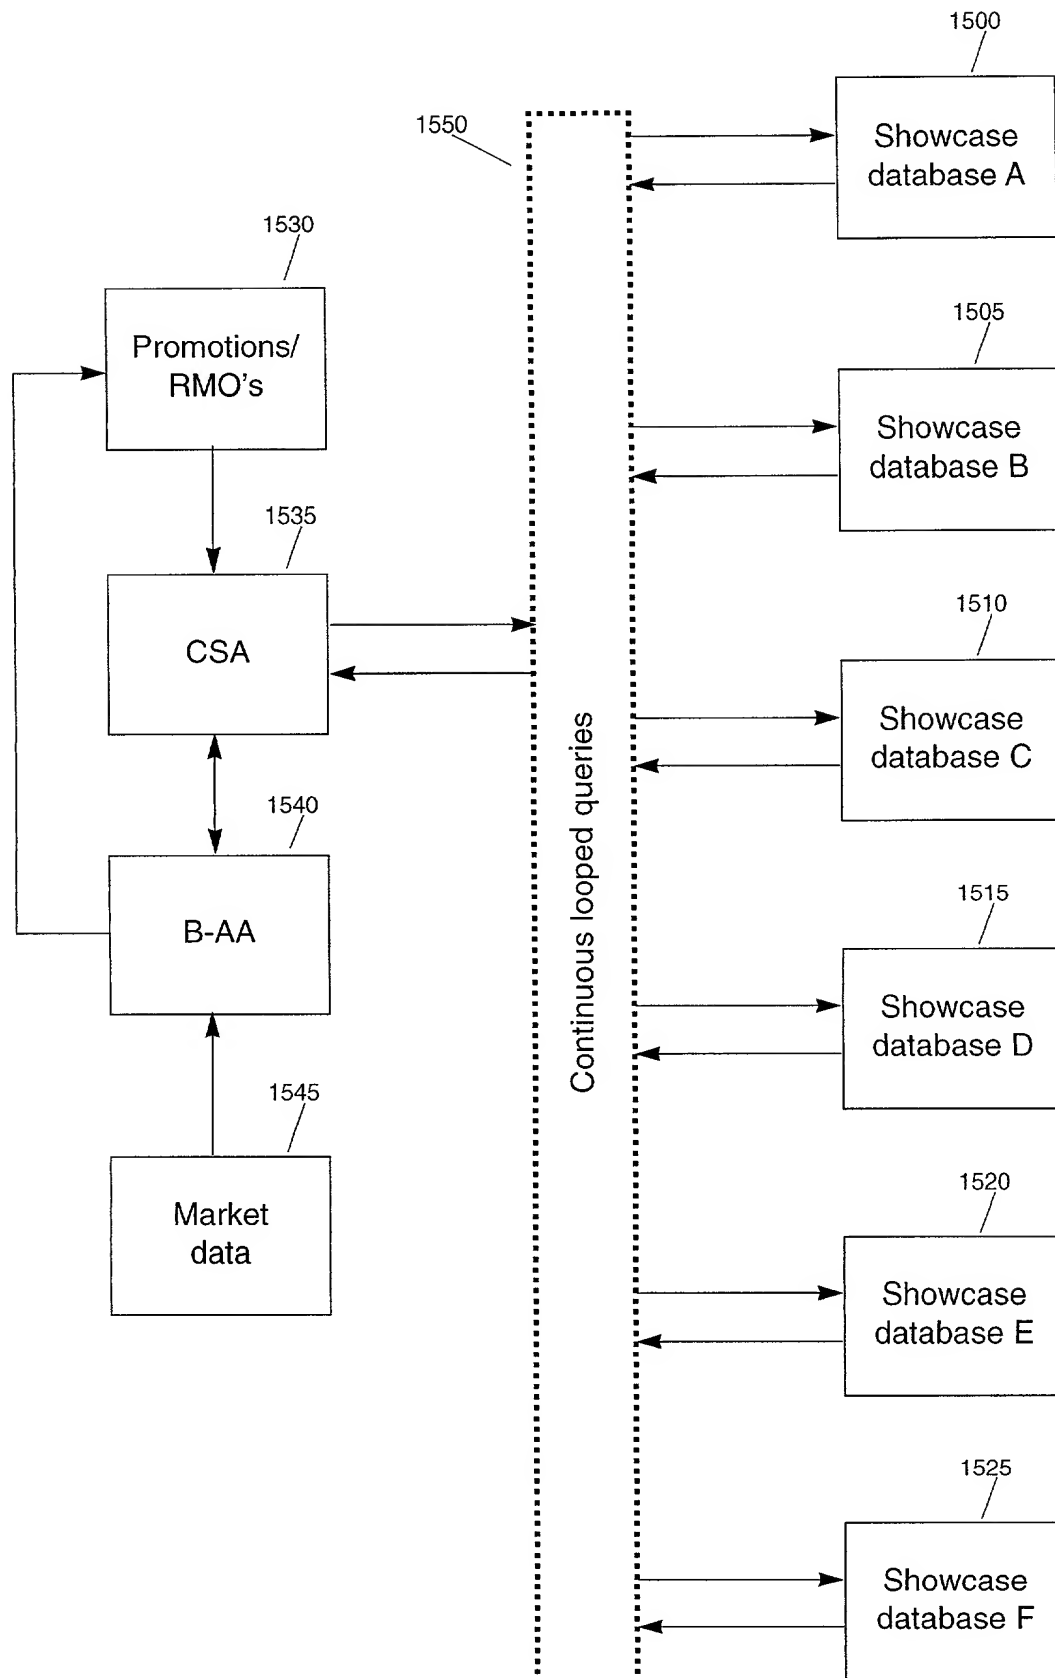 1500
Showcase
database A
1550
1530
Promotions/
RMO's
1505
Showcase
database B
1535
CSA
1510
Showcase
database C
Continuous looped queries
1540
B-AA
1515
Showcase
database D
1545
Market
data
1520
Showcase
database E
1525
Showcase
database F